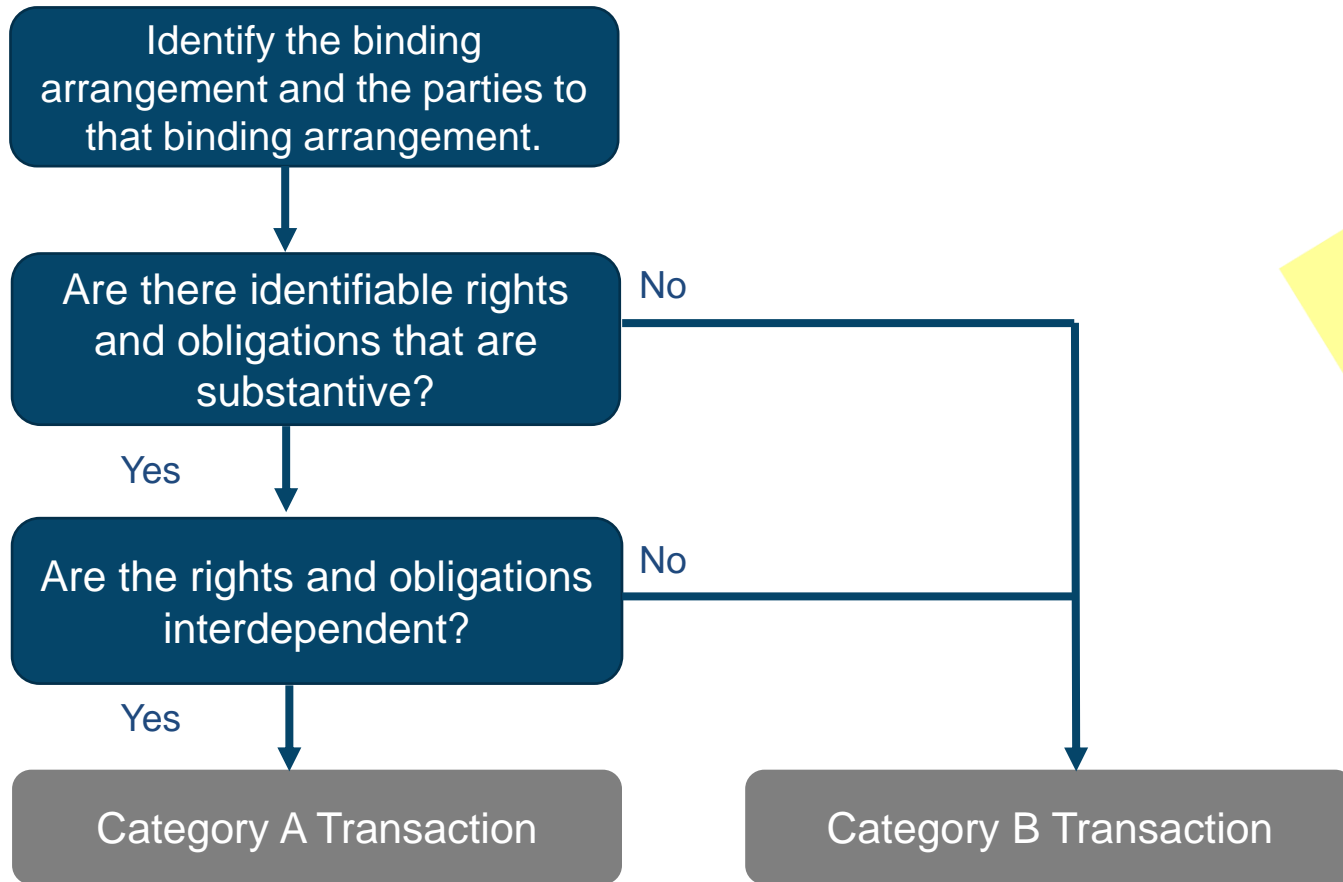 Identify the binding
arrangement and the parties to
that binding arrangement.
Are there identifiable rights
and obligations that are
substantive?
No
Yes
Are the rights and obligations
interdependent?
No
Yes
Category A Transaction
Category B Transaction